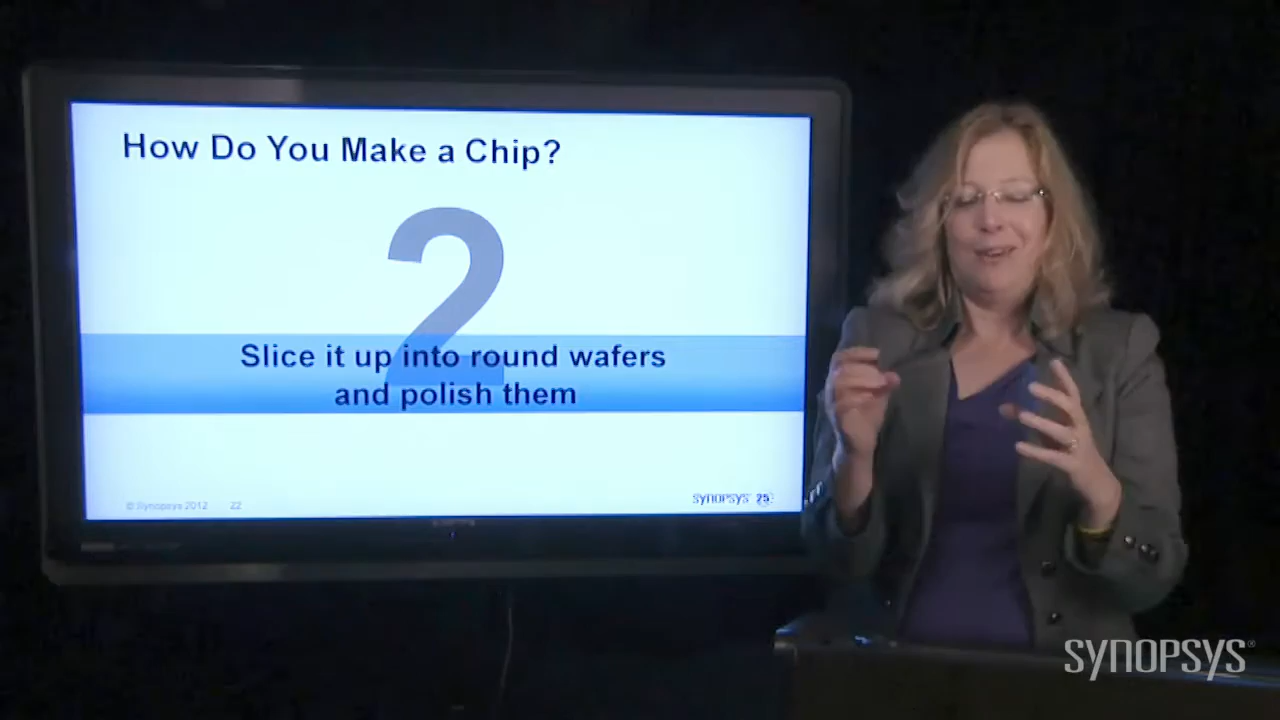 How Do You Make a Chip?
2
Slice it up into round wafers
and polish them
© Synopsys 2012 22
SYNOPSYS 25
SYNOPSYS®